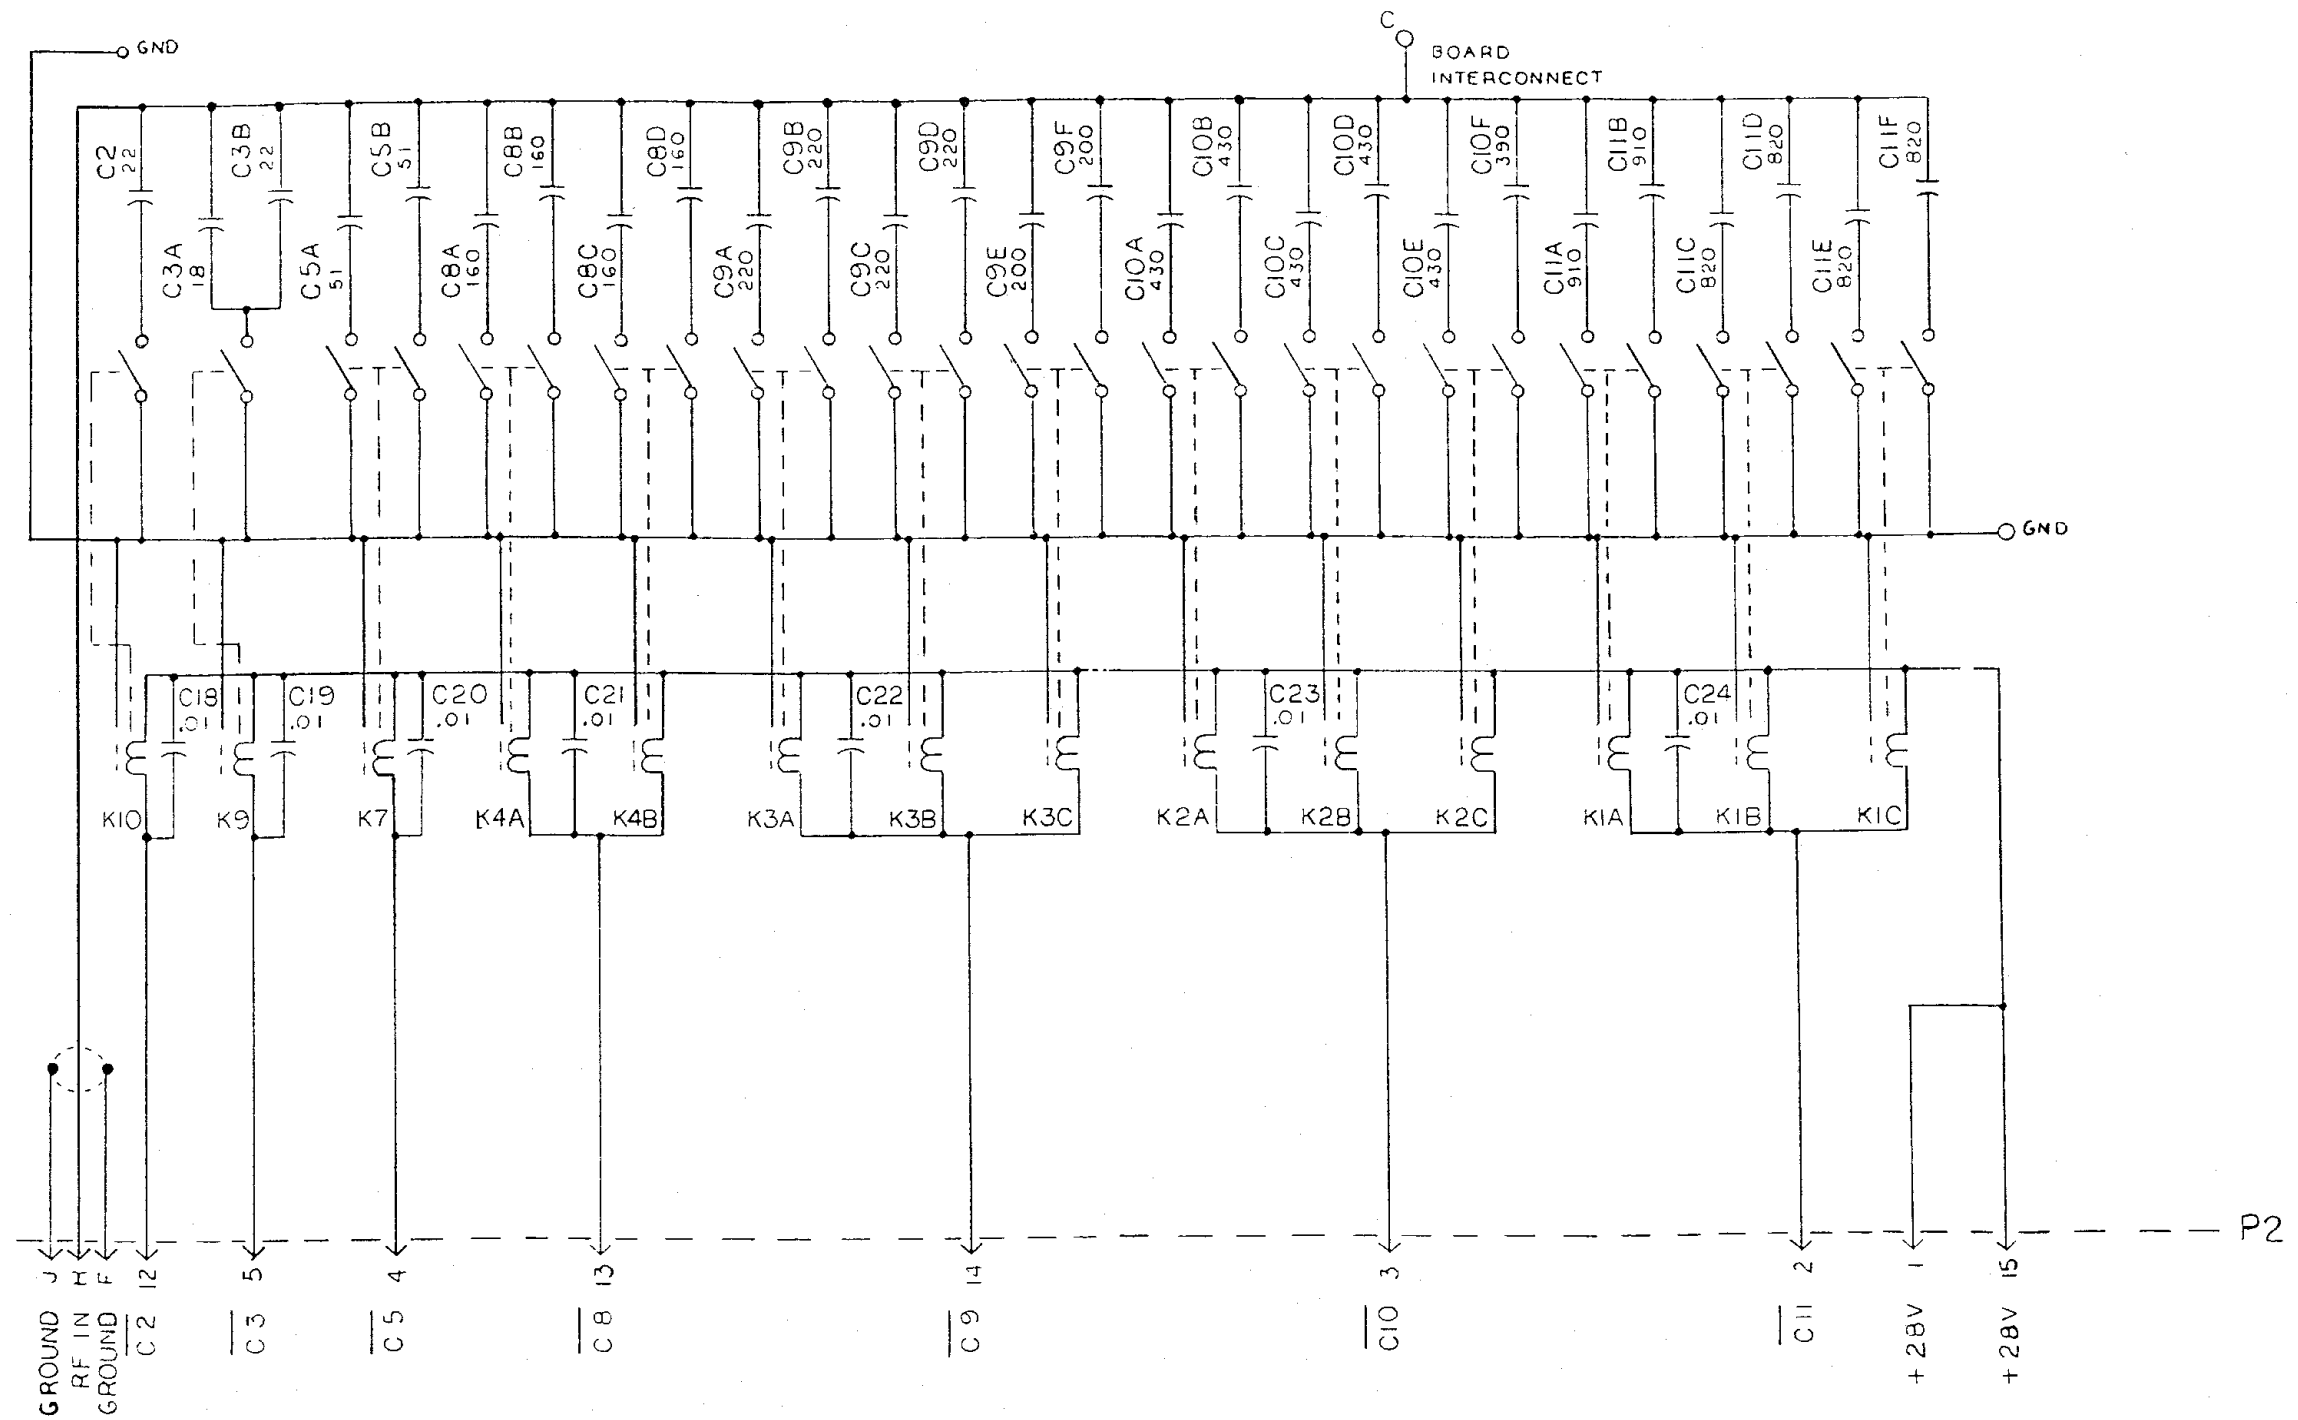 GND
C
BOARD
INTERCONNECT
C2
22
C3B
22
C5B
51
C8B
160
C8D
160
C9B
220
C9D
220
C9F
200
C10B
430
C10D
430
C10F
390
C11B
910
C11D
820
C11F
820
C3A
18
C5A
51
C8A
160
C8C
160
C9A
220
C9C
220
C9E
200
C10A
430
C10C
430
C10E
430
C11A
910
C11C
820
C11E
820
GND
C18
.01
C19
.01
C20
.01
C21
.01
C22
.01
C23
.01
C24
.01
K10
K9
K7
K4A
K4B
K3A
K3B
K3C
K2A
K2B
K2C
K1A
K1B
K1C
P2
J
H
F
12
5
4
13
14
3
2
1
15
GROUND
RF IN
GROUND
C2
C3
C5
C8
C9
C10
C11
+28V
+28V